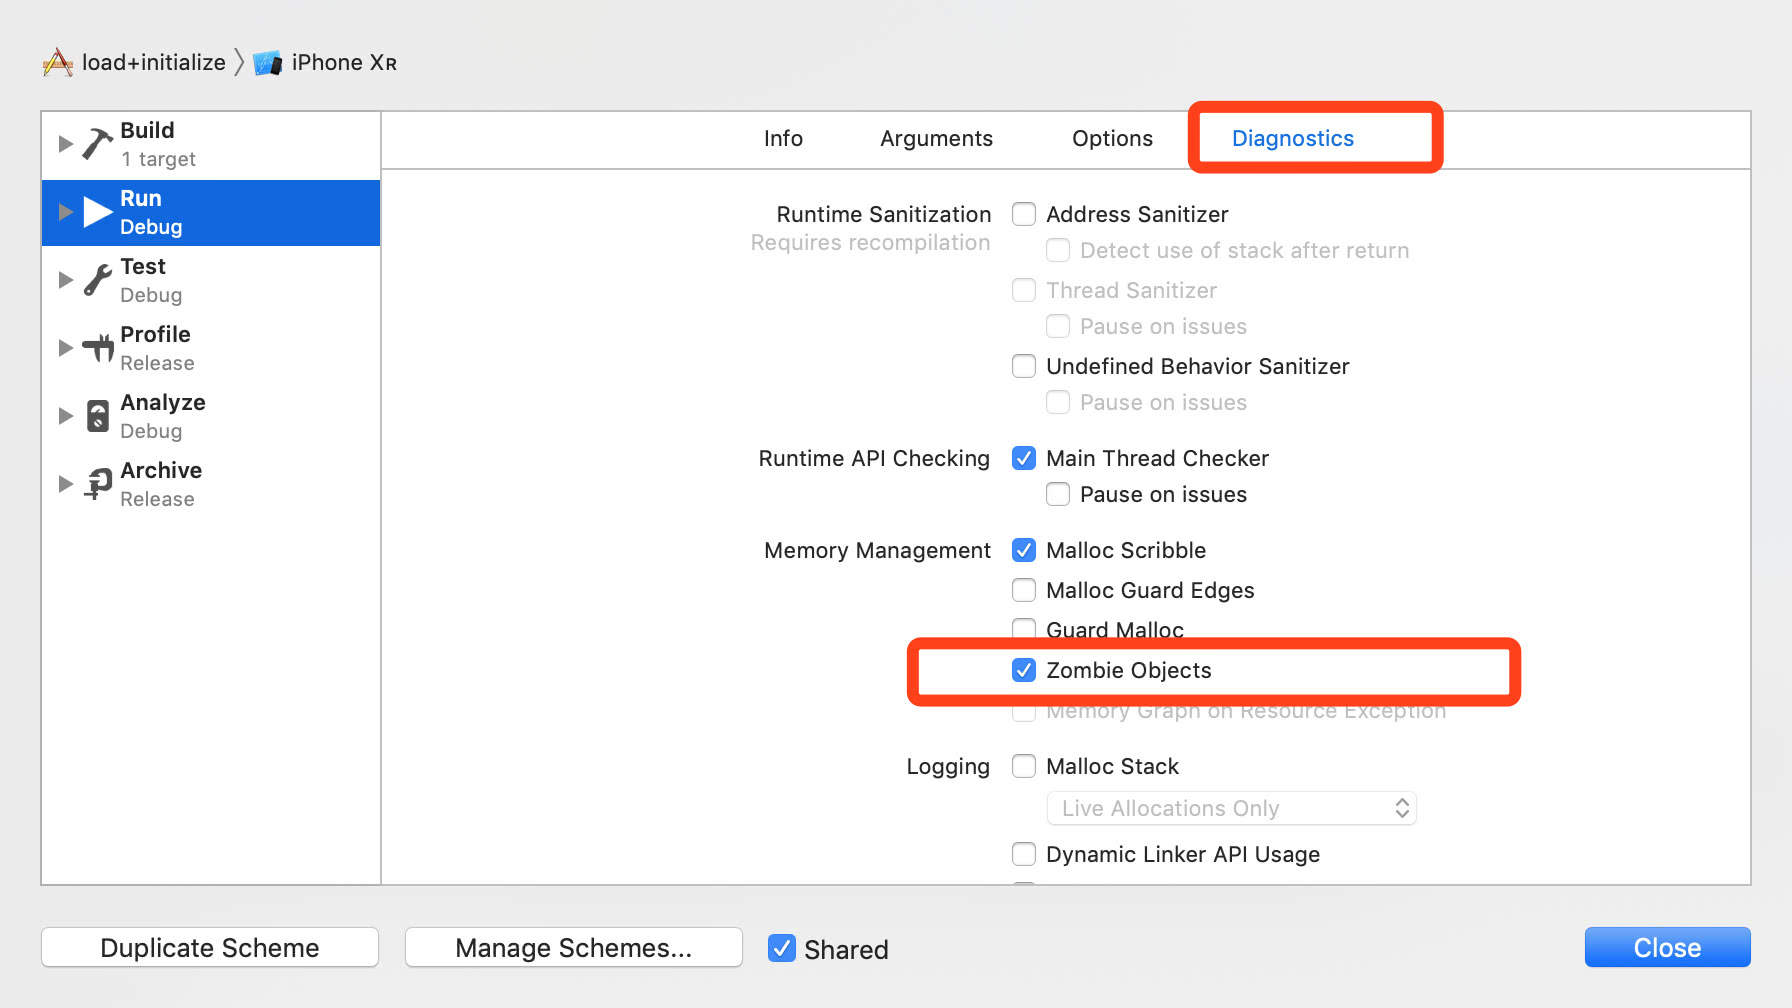 load+initialize 〉 iPhone XR
Build
1 target
Run
Debug
Test
Debug
Profile
Release
Analyze
Debug
Archive
Release
Info Arguments Options Diagnostics
Runtime Sanitization Address Sanitizer
Requires recompilation
Detect use of stack after return
Thread Sanitizer
Pause on issues
Undefined Behavior Sanitizer
Pause on issues
Runtime API Checking Main Thread Checker
Pause on issues
Memory Management Malloc Scribble
Malloc Guard Edges
Guard Malloc
Zombie Objects
Memory Graph on Resource Exception
Logging Malloc Stack
Live Allocations Only
Dynamic Linker API Usage
Duplicate Scheme Manage Schemes... Shared Close